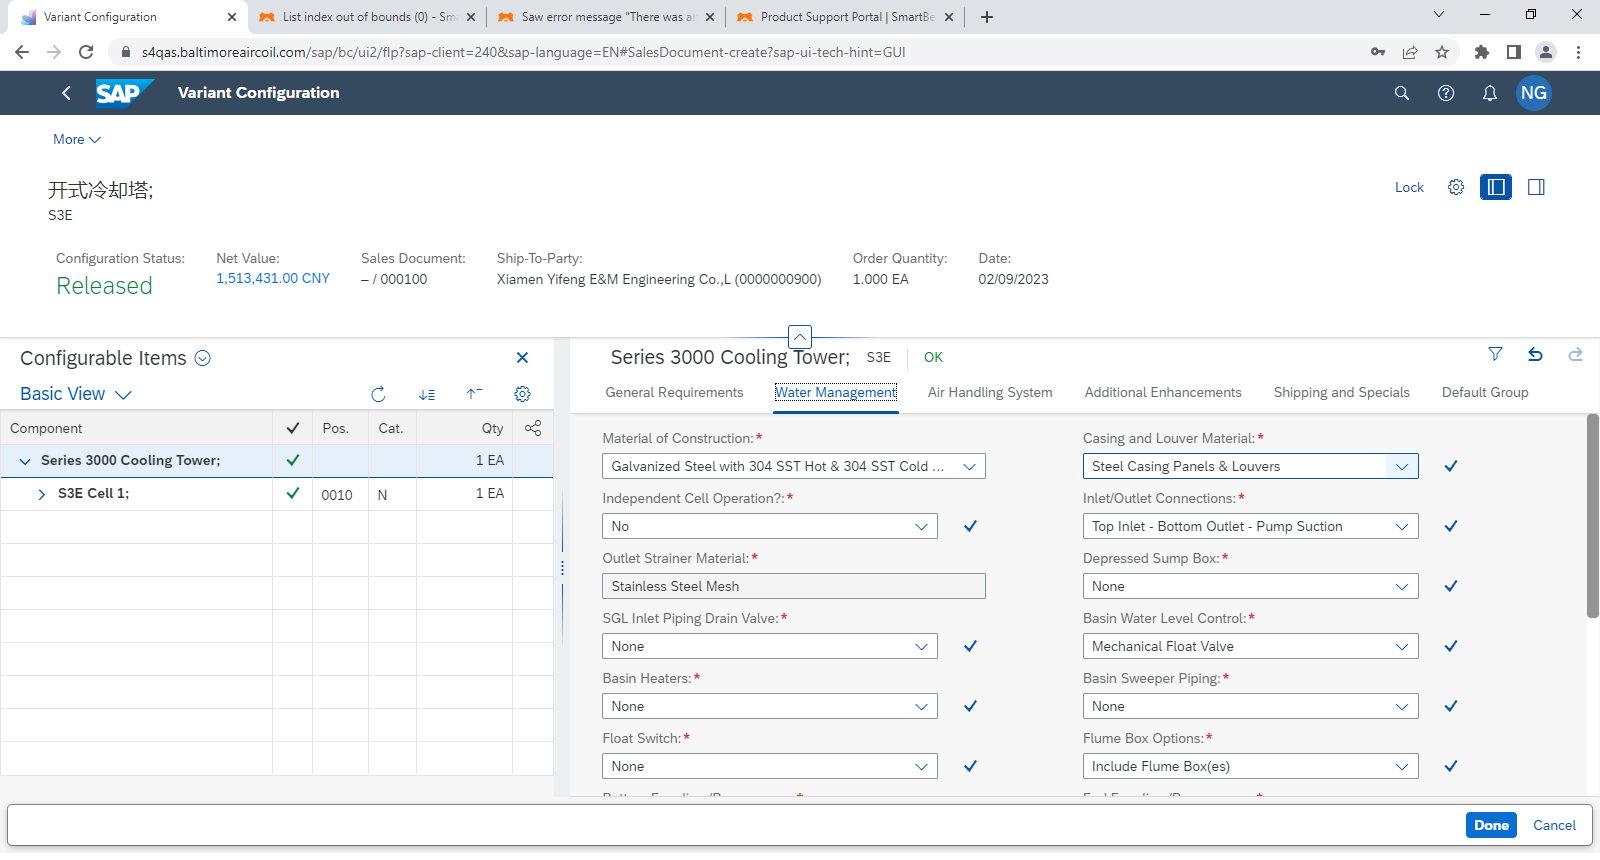 Variant Configuration
List index out of bounds (0) - Sm
Saw error message "There was ar
Product Support Portal | SmartBe
s4qas.baltimoreaircoil.com/sap/bc/ui2/flp?sap-client=240&sap-language=EN#SalesDocument-create?sap-ui-tech-hint=GUI
SAP Variant Configuration NG
More
开式冷却塔;
S3E
Lock
Configuration Status: Net Value: Sales Document: Ship-To-Party: Order Quantity: Date:
Released 1,513,431.00 CNY – / 000100 Xiamen Yifeng E&M Engineering Co.,L (0000000900) 1.000 EA 02/09/2023
Configurable Items
Basic View
Component Pos. Cat. Qty
Series 3000 Cooling Tower; 1 EA
S3E Cell 1; 0010 N 1 EA
Series 3000 Cooling Tower; S3E OK
General Requirements Water Management Air Handling System Additional Enhancements Shipping and Specials Default Group
Material of Construction:* Casing and Louver Material:*
Galvanized Steel with 304 SST Hot & 304 SST Cold ... Steel Casing Panels & Louvers
Independent Cell Operation?:* Inlet/Outlet Connections:*
No Top Inlet - Bottom Outlet - Pump Suction
Outlet Strainer Material:* Depressed Sump Box:*
Stainless Steel Mesh None
SGL Inlet Piping Drain Valve:* Basin Water Level Control:*
None Mechanical Float Valve
Basin Heaters:* Basin Sweeper Piping:*
None None
Float Switch:* Flume Box Options:*
None Include Flume Box(es)
Done Cancel